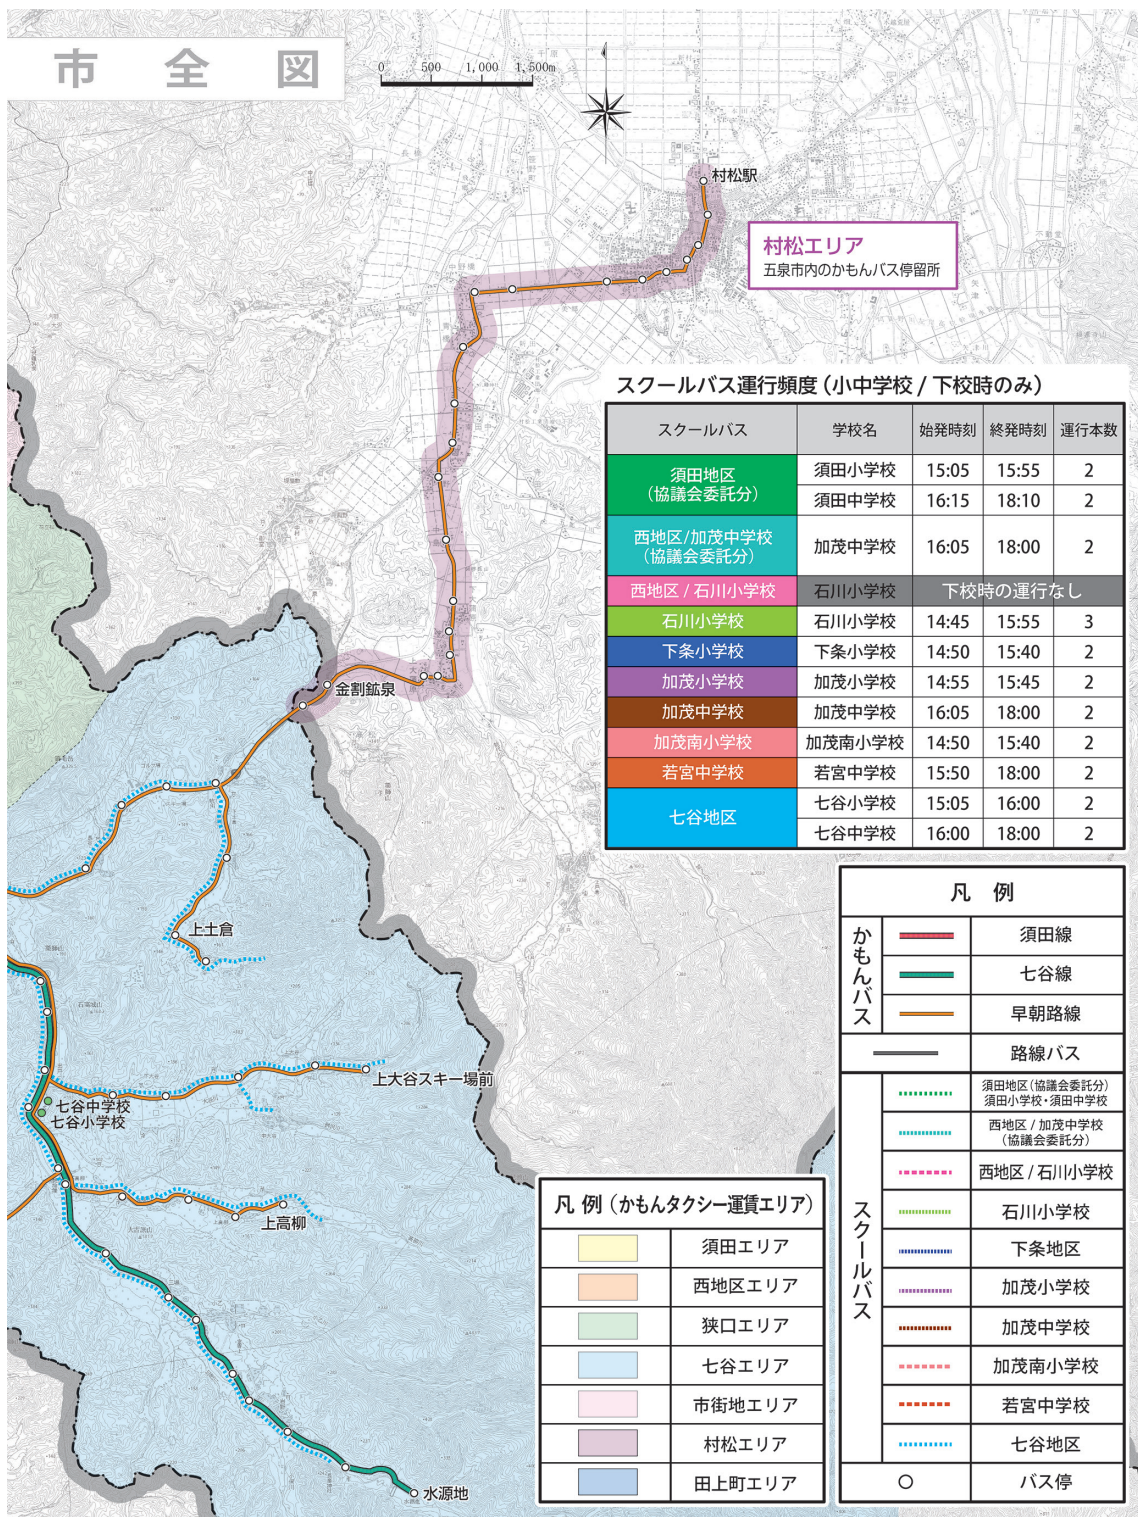 市 全 図
0 500 1,000 1,500m
村松駅
村松エリア
五泉市内のかもんバス停留所
スクールバス運行頻度（小中学校 / 下校時のみ）
スクールバス 学校名 始発時刻 終発時刻 運行本数
須田地区
（協議会委託分）
須田小学校 15:05 15:55 2
須田中学校 16:15 18:10 2
西地区/加茂中学校
（協議会委託分）
加茂中学校 16:05 18:00 2
西地区 / 石川小学校 石川小学校 下校時の運行なし
石川小学校 石川小学校 14:45 15:55 3
下条小学校 下条小学校 14:50 15:40 2
加茂小学校 加茂小学校 14:55 15:45 2
加茂中学校 加茂中学校 16:05 18:00 2
加茂南小学校 加茂南小学校 14:50 15:40 2
若宮中学校 若宮中学校 15:50 18:00 2
七谷地区 七谷小学校 15:05 16:00 2
七谷中学校 16:00 18:00 2
金割鉱泉
上土倉
上大谷スキー場前
七谷中学校
七谷小学校
上高柳
水源地
凡 例（かもんタクシー運賃エリア）
須田エリア
西地区エリア
狭口エリア
七谷エリア
市街地エリア
村松エリア
田上町エリア
凡 例
かもんバス
須田線
七谷線
早朝路線
路線バス
スクールバス
須田地区（協議会委託分）
須田小学校・須田中学校
西地区 / 加茂中学校
（協議会委託分）
西地区 / 石川小学校
石川小学校
下条地区
加茂小学校
加茂中学校
加茂南小学校
若宮中学校
七谷地区
バス停